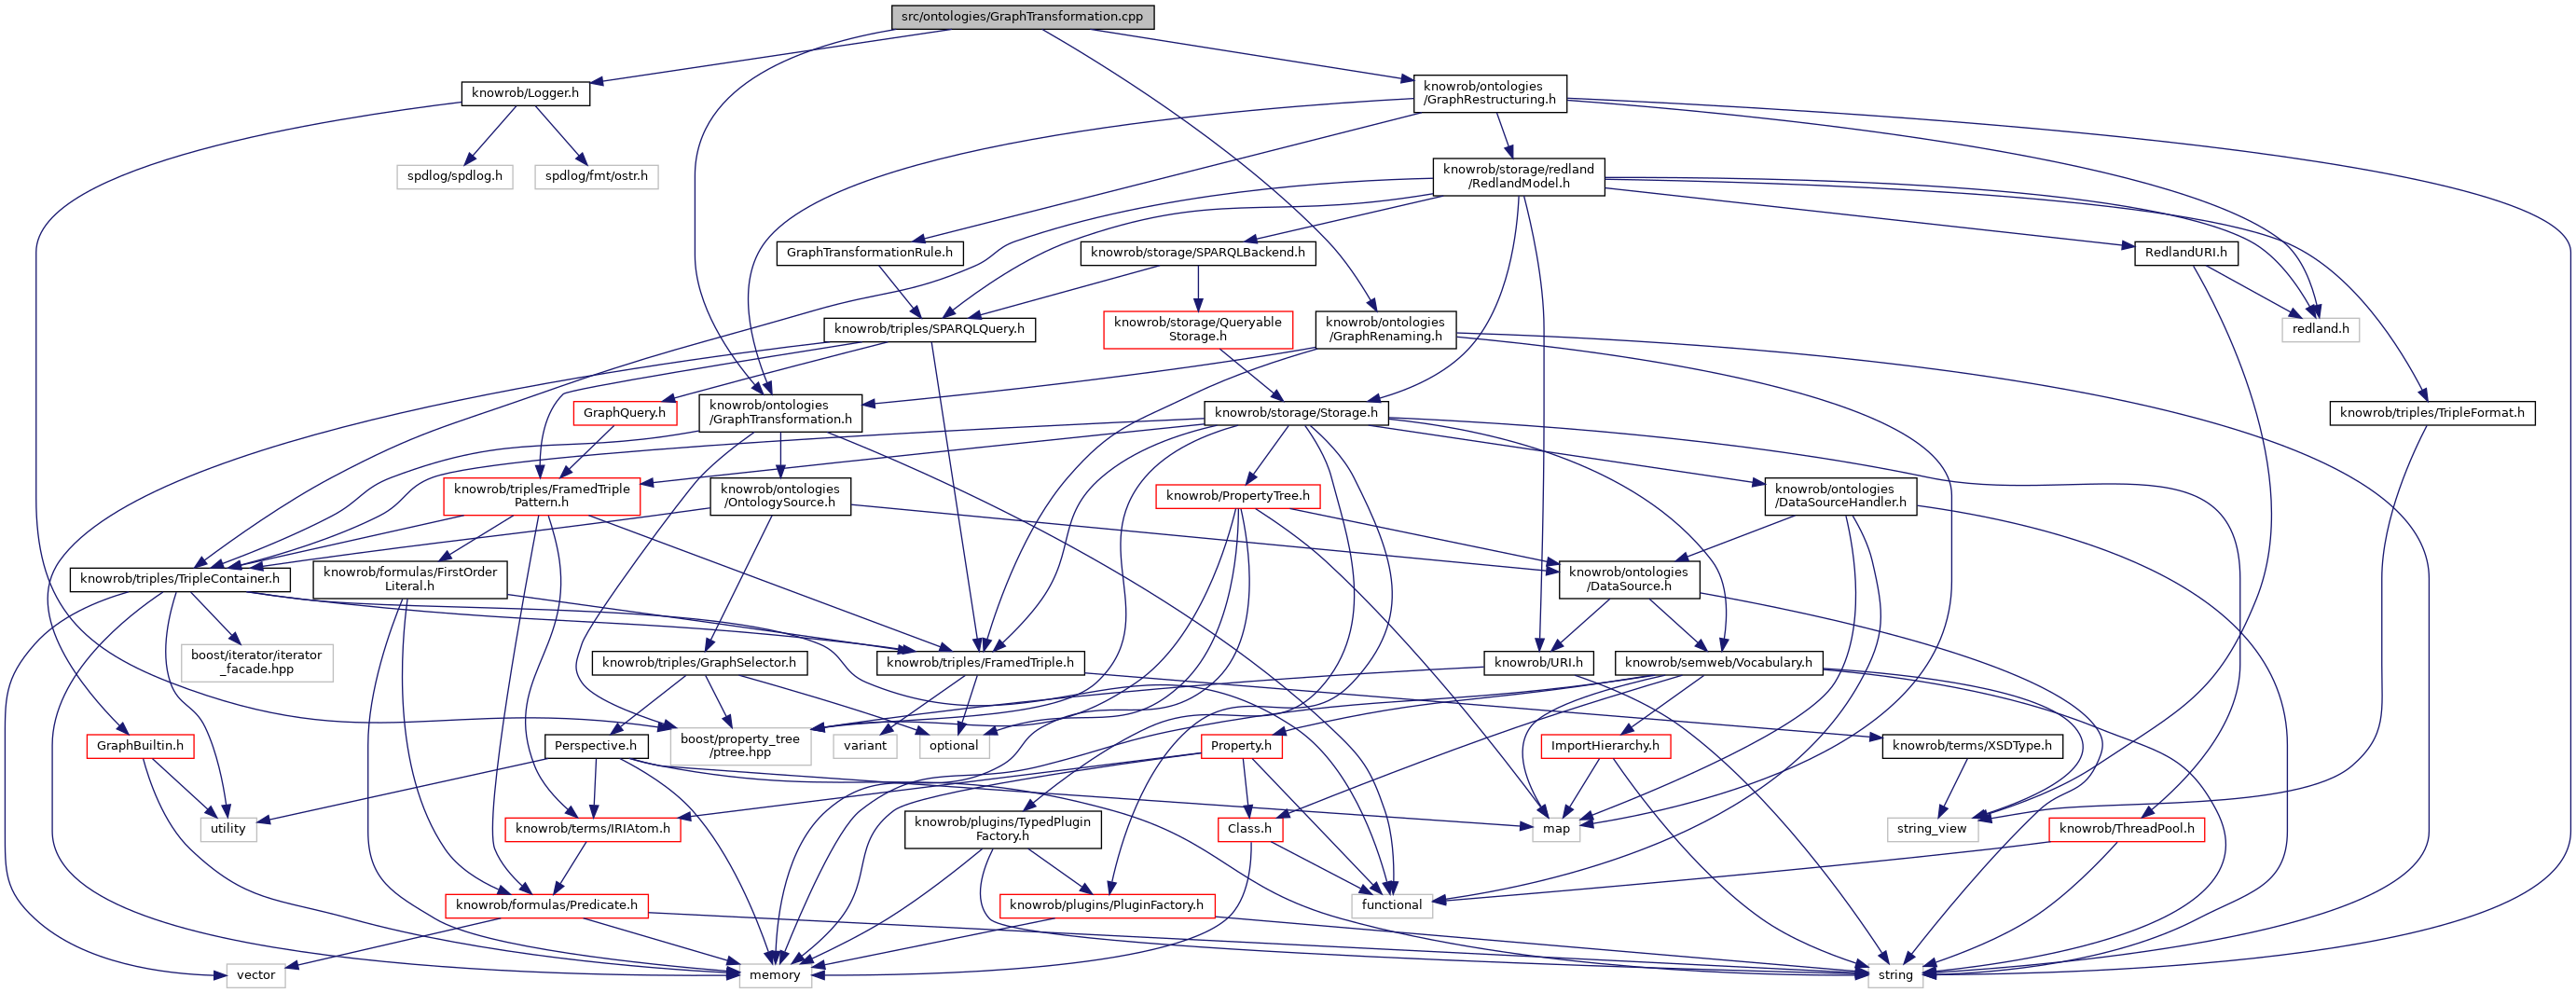 src/ontologies/GraphTransformation.cpp
knowrob/Logger.h
knowrob/ontologies
/GraphRestructuring.h
spdlog/spdlog.h
spdlog/fmt/ostr.h
knowrob/storage/redland
/RedlandModel.h
GraphTransformationRule.h
knowrob/storage/SPARQLBackend.h
RedlandURI.h
knowrob/triples/SPARQLQuery.h
knowrob/storage/Queryable
Storage.h
knowrob/ontologies
/GraphRenaming.h
redland.h
GraphQuery.h
knowrob/ontologies
/GraphTransformation.h
knowrob/storage/Storage.h
knowrob/triples/TripleFormat.h
knowrob/triples/FramedTriple
Pattern.h
knowrob/ontologies
/OntologySource.h
knowrob/PropertyTree.h
knowrob/ontologies
/DataSourceHandler.h
knowrob/triples/TripleContainer.h
knowrob/formulas/FirstOrder
Literal.h
knowrob/ontologies
/DataSource.h
boost/iterator/iterator
_facade.hpp
knowrob/triples/GraphSelector.h
knowrob/triples/FramedTriple.h
knowrob/URI.h
knowrob/semweb/Vocabulary.h
GraphBuiltin.h
Perspective.h
boost/property_tree
/ptree.hpp
variant
optional
Property.h
ImportHierarchy.h
knowrob/terms/XSDType.h
utility
knowrob/terms/IRIAtom.h
knowrob/plugins/TypedPlugin
Factory.h
Class.h
map
string_view
knowrob/ThreadPool.h
knowrob/formulas/Predicate.h
knowrob/plugins/PluginFactory.h
functional
vector
memory
string